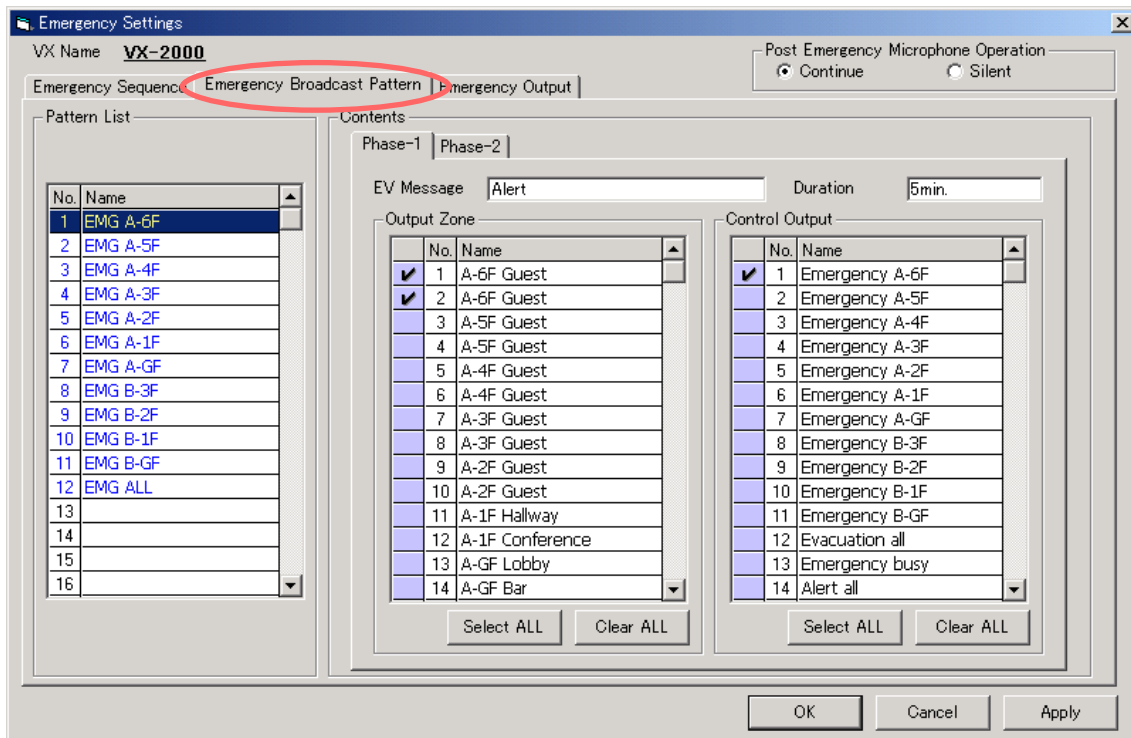 Emergency Settings
VX Name VX-2000
Post Emergency Microphone Operation
Continue Silent
Emergency Sequence Emergency Broadcast Pattern Emergency Output
Pattern List
No. Name
1 EMG A-6F
2 EMG A-5F
3 EMG A-4F
4 EMG A-3F
5 EMG A-2F
6 EMG A-1F
7 EMG A-GF
8 EMG B-3F
9 EMG B-2F
10 EMG B-1F
11 EMG B-GF
12 EMG ALL
13
14
15
16
Contents
Phase-1 Phase-2
EV Message Alert Duration 5min.
Output Zone
No. Name
1 A-6F Guest
2 A-6F Guest
3 A-5F Guest
4 A-5F Guest
5 A-4F Guest
6 A-4F Guest
7 A-3F Guest
8 A-3F Guest
9 A-2F Guest
10 A-2F Guest
11 A-1F Hallway
12 A-1F Conference
13 A-GF Lobby
14 A-GF Bar
Select ALL Clear ALL
Control Output
No. Name
1 Emergency A-6F
2 Emergency A-5F
3 Emergency A-4F
4 Emergency A-3F
5 Emergency A-2F
6 Emergency A-1F
7 Emergency A-GF
8 Emergency B-3F
9 Emergency B-2F
10 Emergency B-1F
11 Emergency B-GF
12 Evacuation all
13 Emergency busy
14 Alert all
Select ALL Clear ALL
OK Cancel Apply